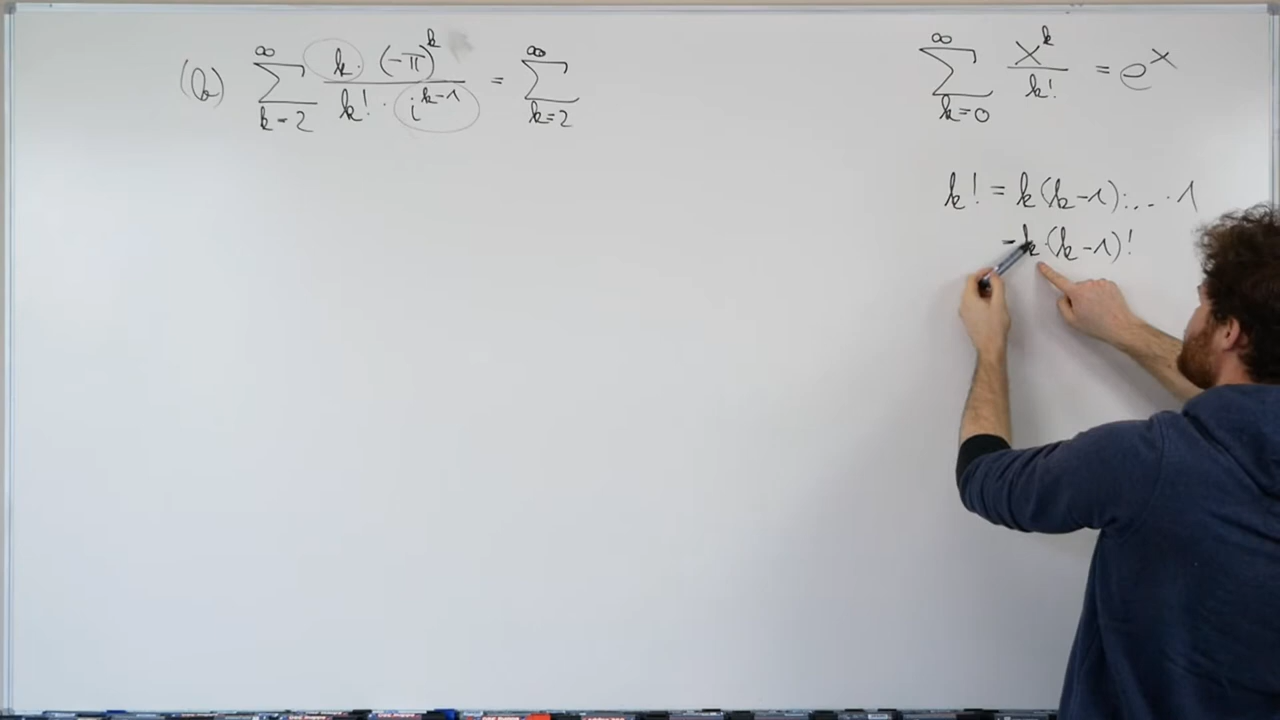 (b) ∞∑k=2 k · (-π)^k / k! · i^(k-1) = ∞∑k=2
∞∑k=0 x^k / k! = e^x
k! = k(k-1)·...·1
= k·(k-1)!